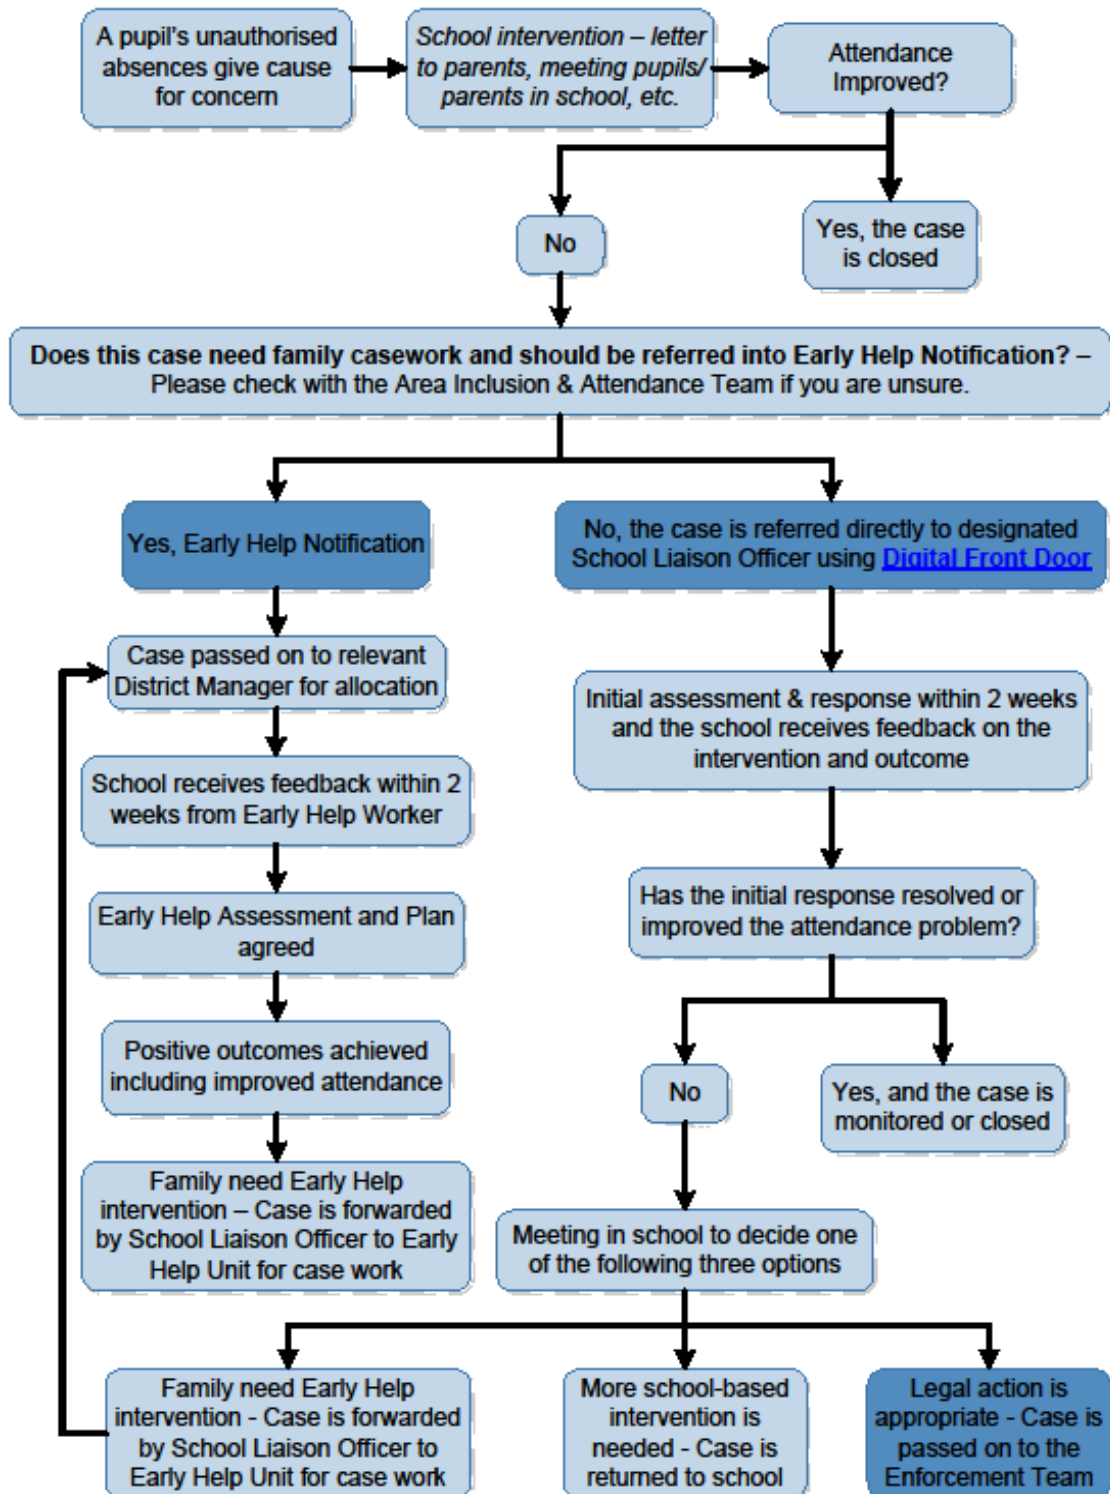 A pupil's unauthorised
absences give cause
for concern
School intervention – letter
to parents, meeting pupils/
parents in school, etc.
Attendance
Improved?
No
Yes, the case
is closed
Does this case need family casework and should be referred into Early Help Notification? –
Please check with the Area Inclusion & Attendance Team if you are unsure.
Yes, Early Help Notification
Case passed on to relevant
District Manager for allocation
School receives feedback within 2
weeks from Early Help Worker
Early Help Assessment and Plan
agreed
Positive outcomes achieved
including improved attendance
Family need Early Help
intervention – Case is forwarded
by School Liaison Officer to Early
Help Unit for case work
No, the case is referred directly to designated
School Liaison Officer using Digital Front Door
Initial assessment & response within 2 weeks
and the school receives feedback on the
intervention and outcome
Has the initial response resolved or
improved the attendance problem?
No
Yes, and the case is
monitored or closed
Meeting in school to decide one
of the following three options
Family need Early Help
intervention - Case is forwarded
by School Liaison Officer to
Early Help Unit for case work
More school-based
intervention is
needed - Case is
returned to school
Legal action is
appropriate - Case is
passed on to the
Enforcement Team